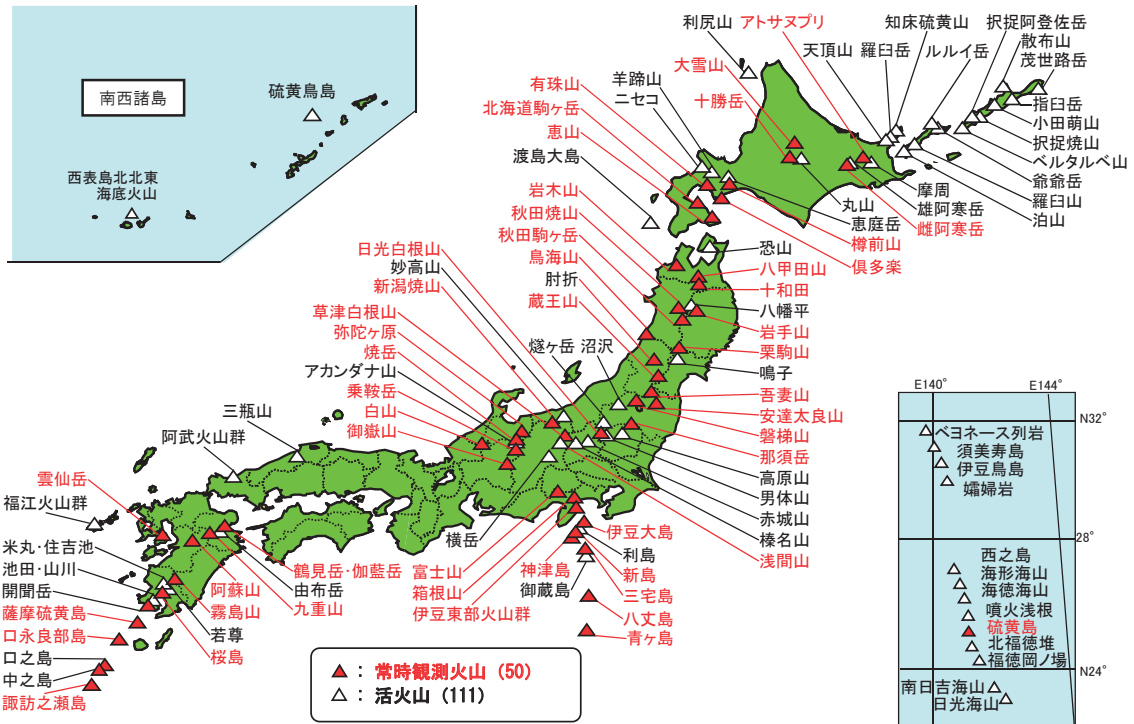 南西諸島
硫黄鳥島
西表島北北東
海底火山
利尻山
アトサヌプリ
知床硫黄山
択捉阿登佐岳
天頂山
羅臼岳
ルルイ岳
散布山
茂世路岳
大雪山
羊蹄山
ニセコ
十勝岳
有珠山
北海道駒ヶ岳
恵山
渡島大島
指臼岳
小田萌山
択捉焼山
ベルタルベ山
爺爺岳
羅臼山
泊山
摩周
雄阿寒岳
雌阿寒岳
丸山
恵庭岳
樽前山
倶多楽
岩木山
秋田焼山
秋田駒ヶ岳
鳥海山
肘折
蔵王山
恐山
八甲田山
十和田
八幡平
岩手山
栗駒山
鳴子
吾妻山
安達太良山
磐梯山
那須岳
高原山
男体山
赤城山
榛名山
浅間山
日光白根山
妙高山
新潟焼山
草津白根山
弥陀ヶ原
焼岳
アカンダナ山
乗鞍岳
白山
御嶽山
燧ヶ岳
沼沢
三瓶山
阿武火山群
雲仙岳
福江火山群
米丸・住吉池
池田・山川
開聞岳
薩摩硫黄島
口永良部島
口之島
中之島
諏訪之瀬島
鶴見岳・伽藍岳
由布岳
九重山
阿蘇山
霧島山
若尊
桜島
横岳
富士山
箱根山
伊豆東部火山群
伊豆大島
利島
新島
神津島
御蔵島
三宅島
八丈島
青ヶ島
▲ : 常時観測火山 (50)
△ : 活火山 (111)
E140°
E144°
N32°
28°
N24°
ベヨネース列岩
須美寿島
伊豆鳥島
孀婦岩
西之島
海形海山
海徳海山
噴火浅根
硫黄島
北福徳堆
福徳岡ノ場
南日吉海山
日光海山